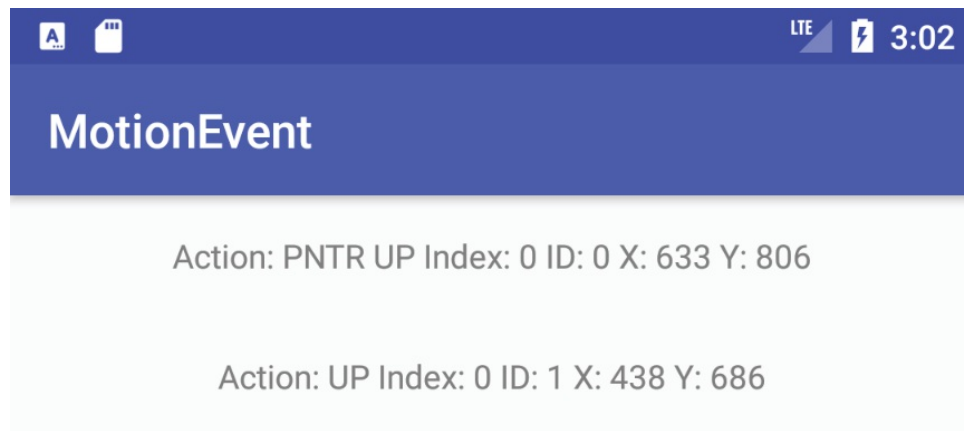 A LTE 3:02
MotionEvent
Action: PNTR UP Index: 0 ID: 0 X: 633 Y: 806
Action: UP Index: 0 ID: 1 X: 438 Y: 686